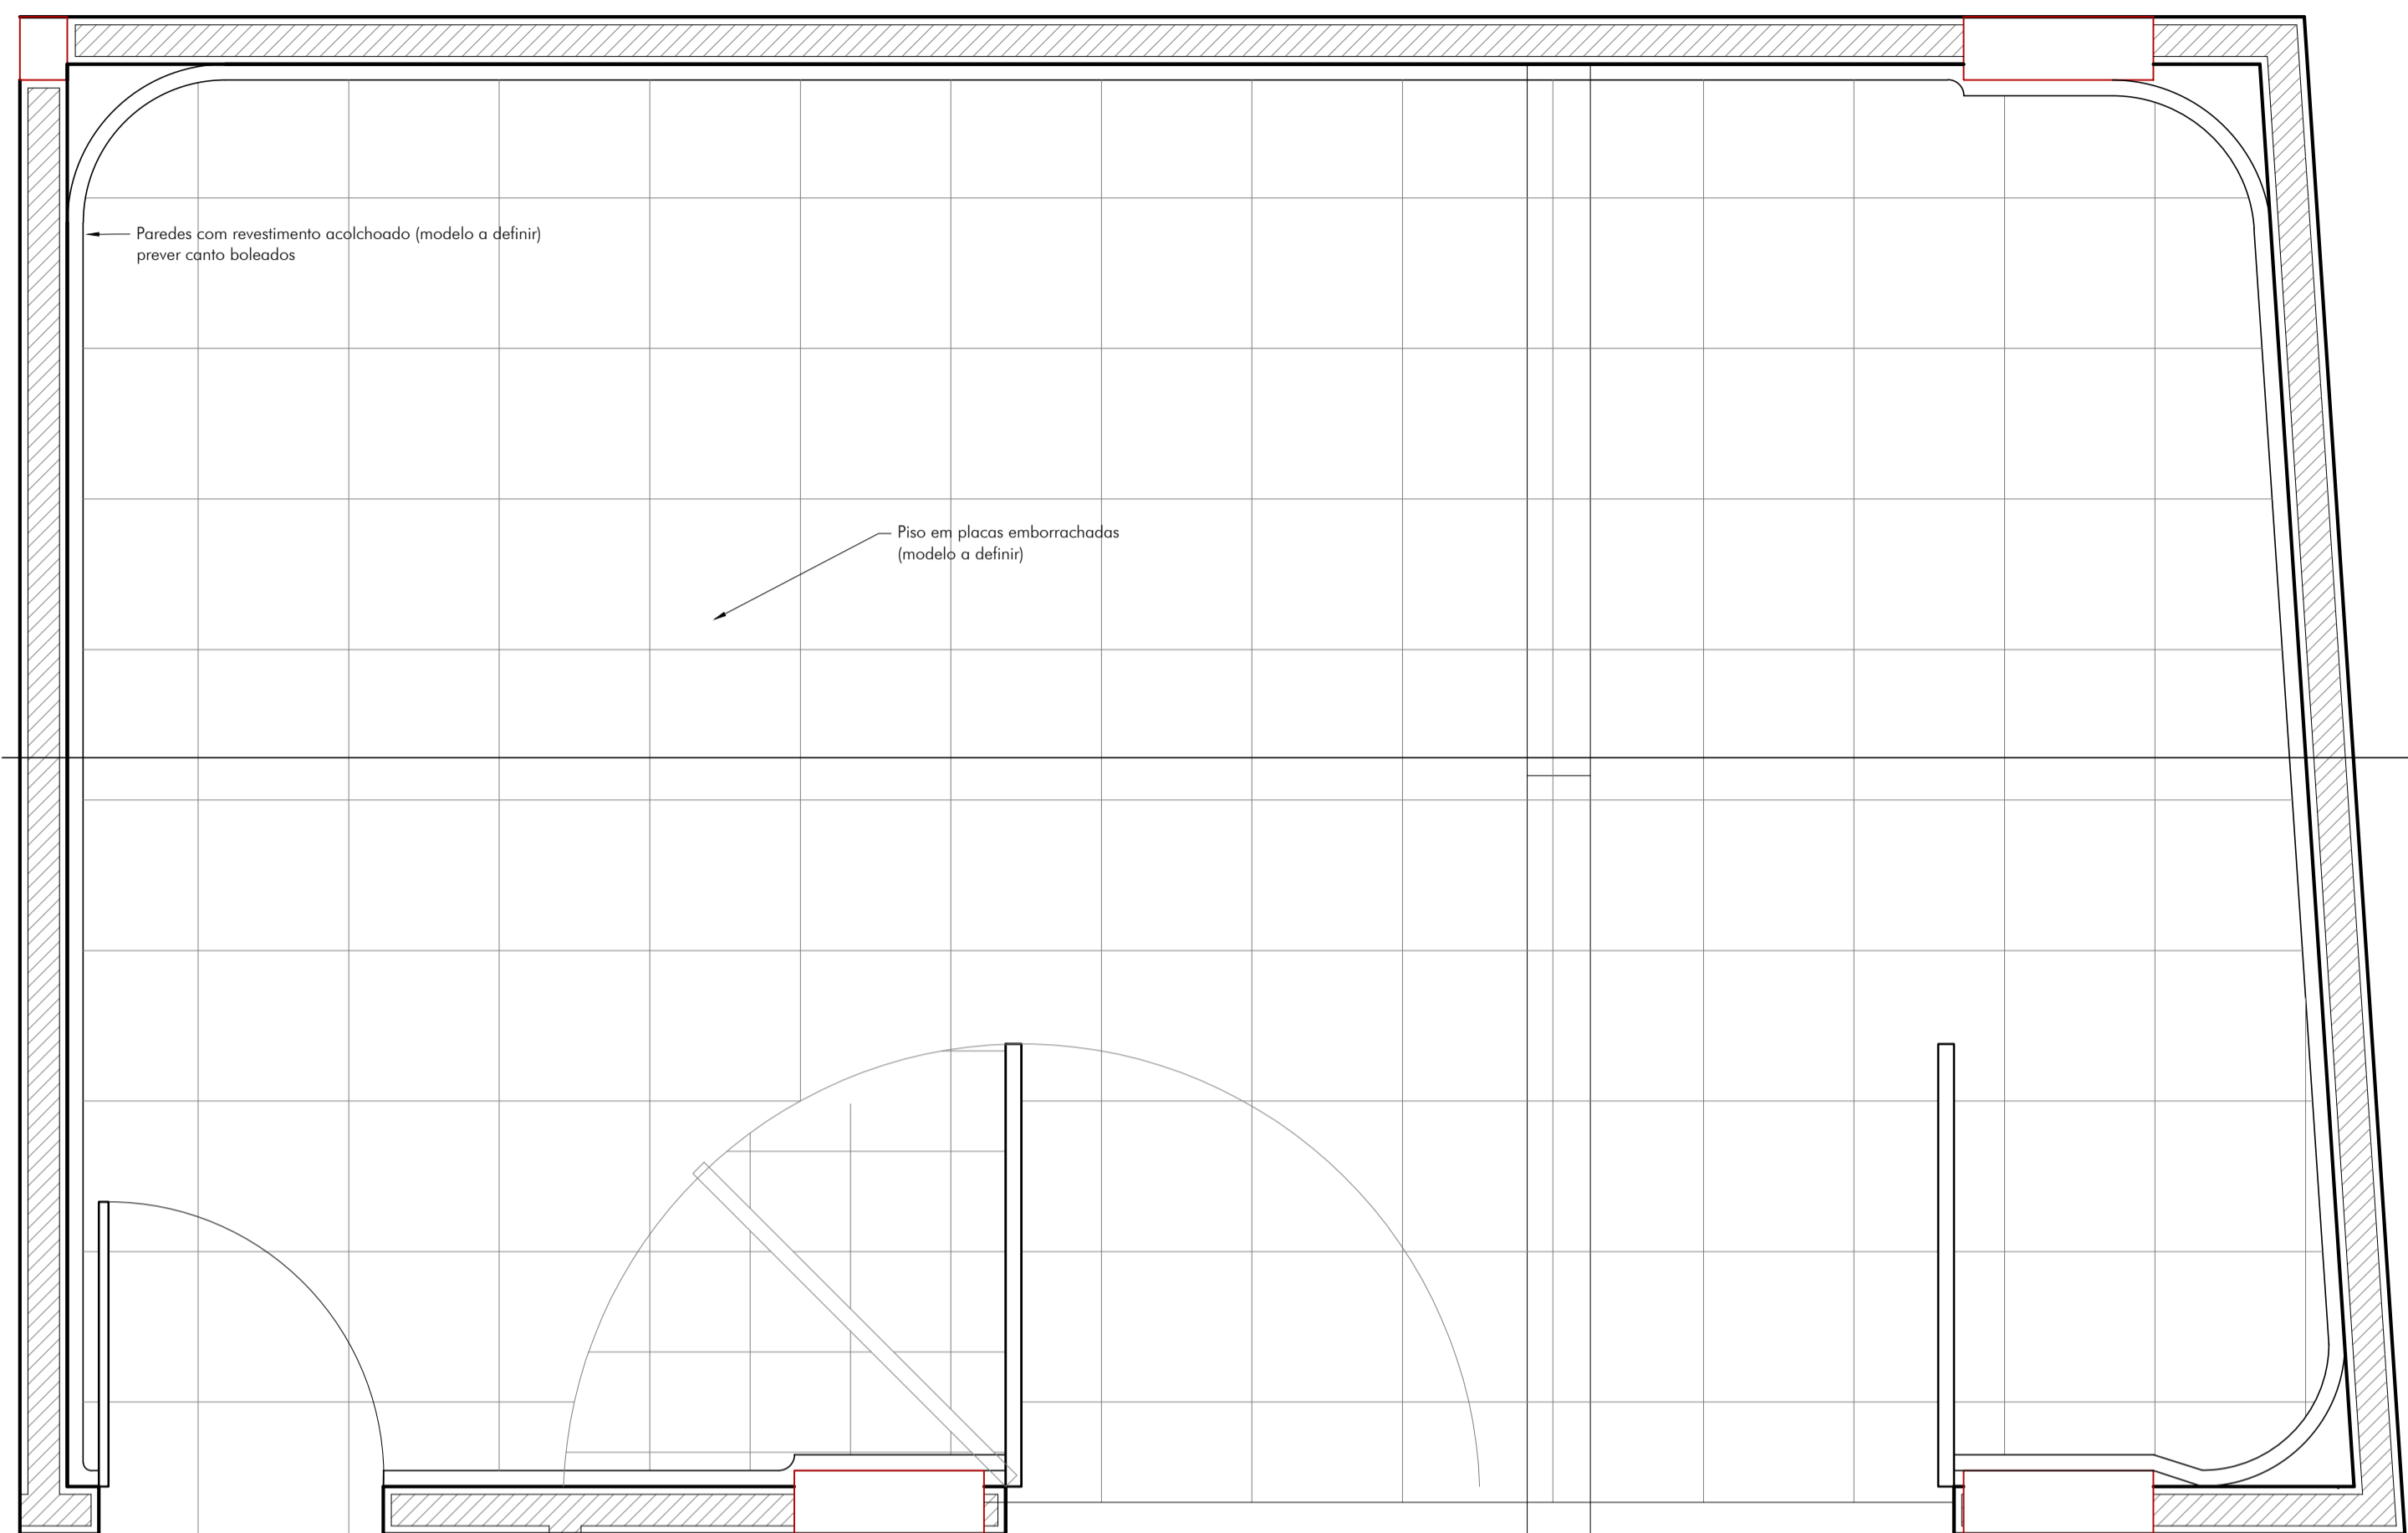 Paredes com revestimento acolchoado (modelo a definir)
prever canto boleados
Piso em placas emborrachadas
(modelo a definir)